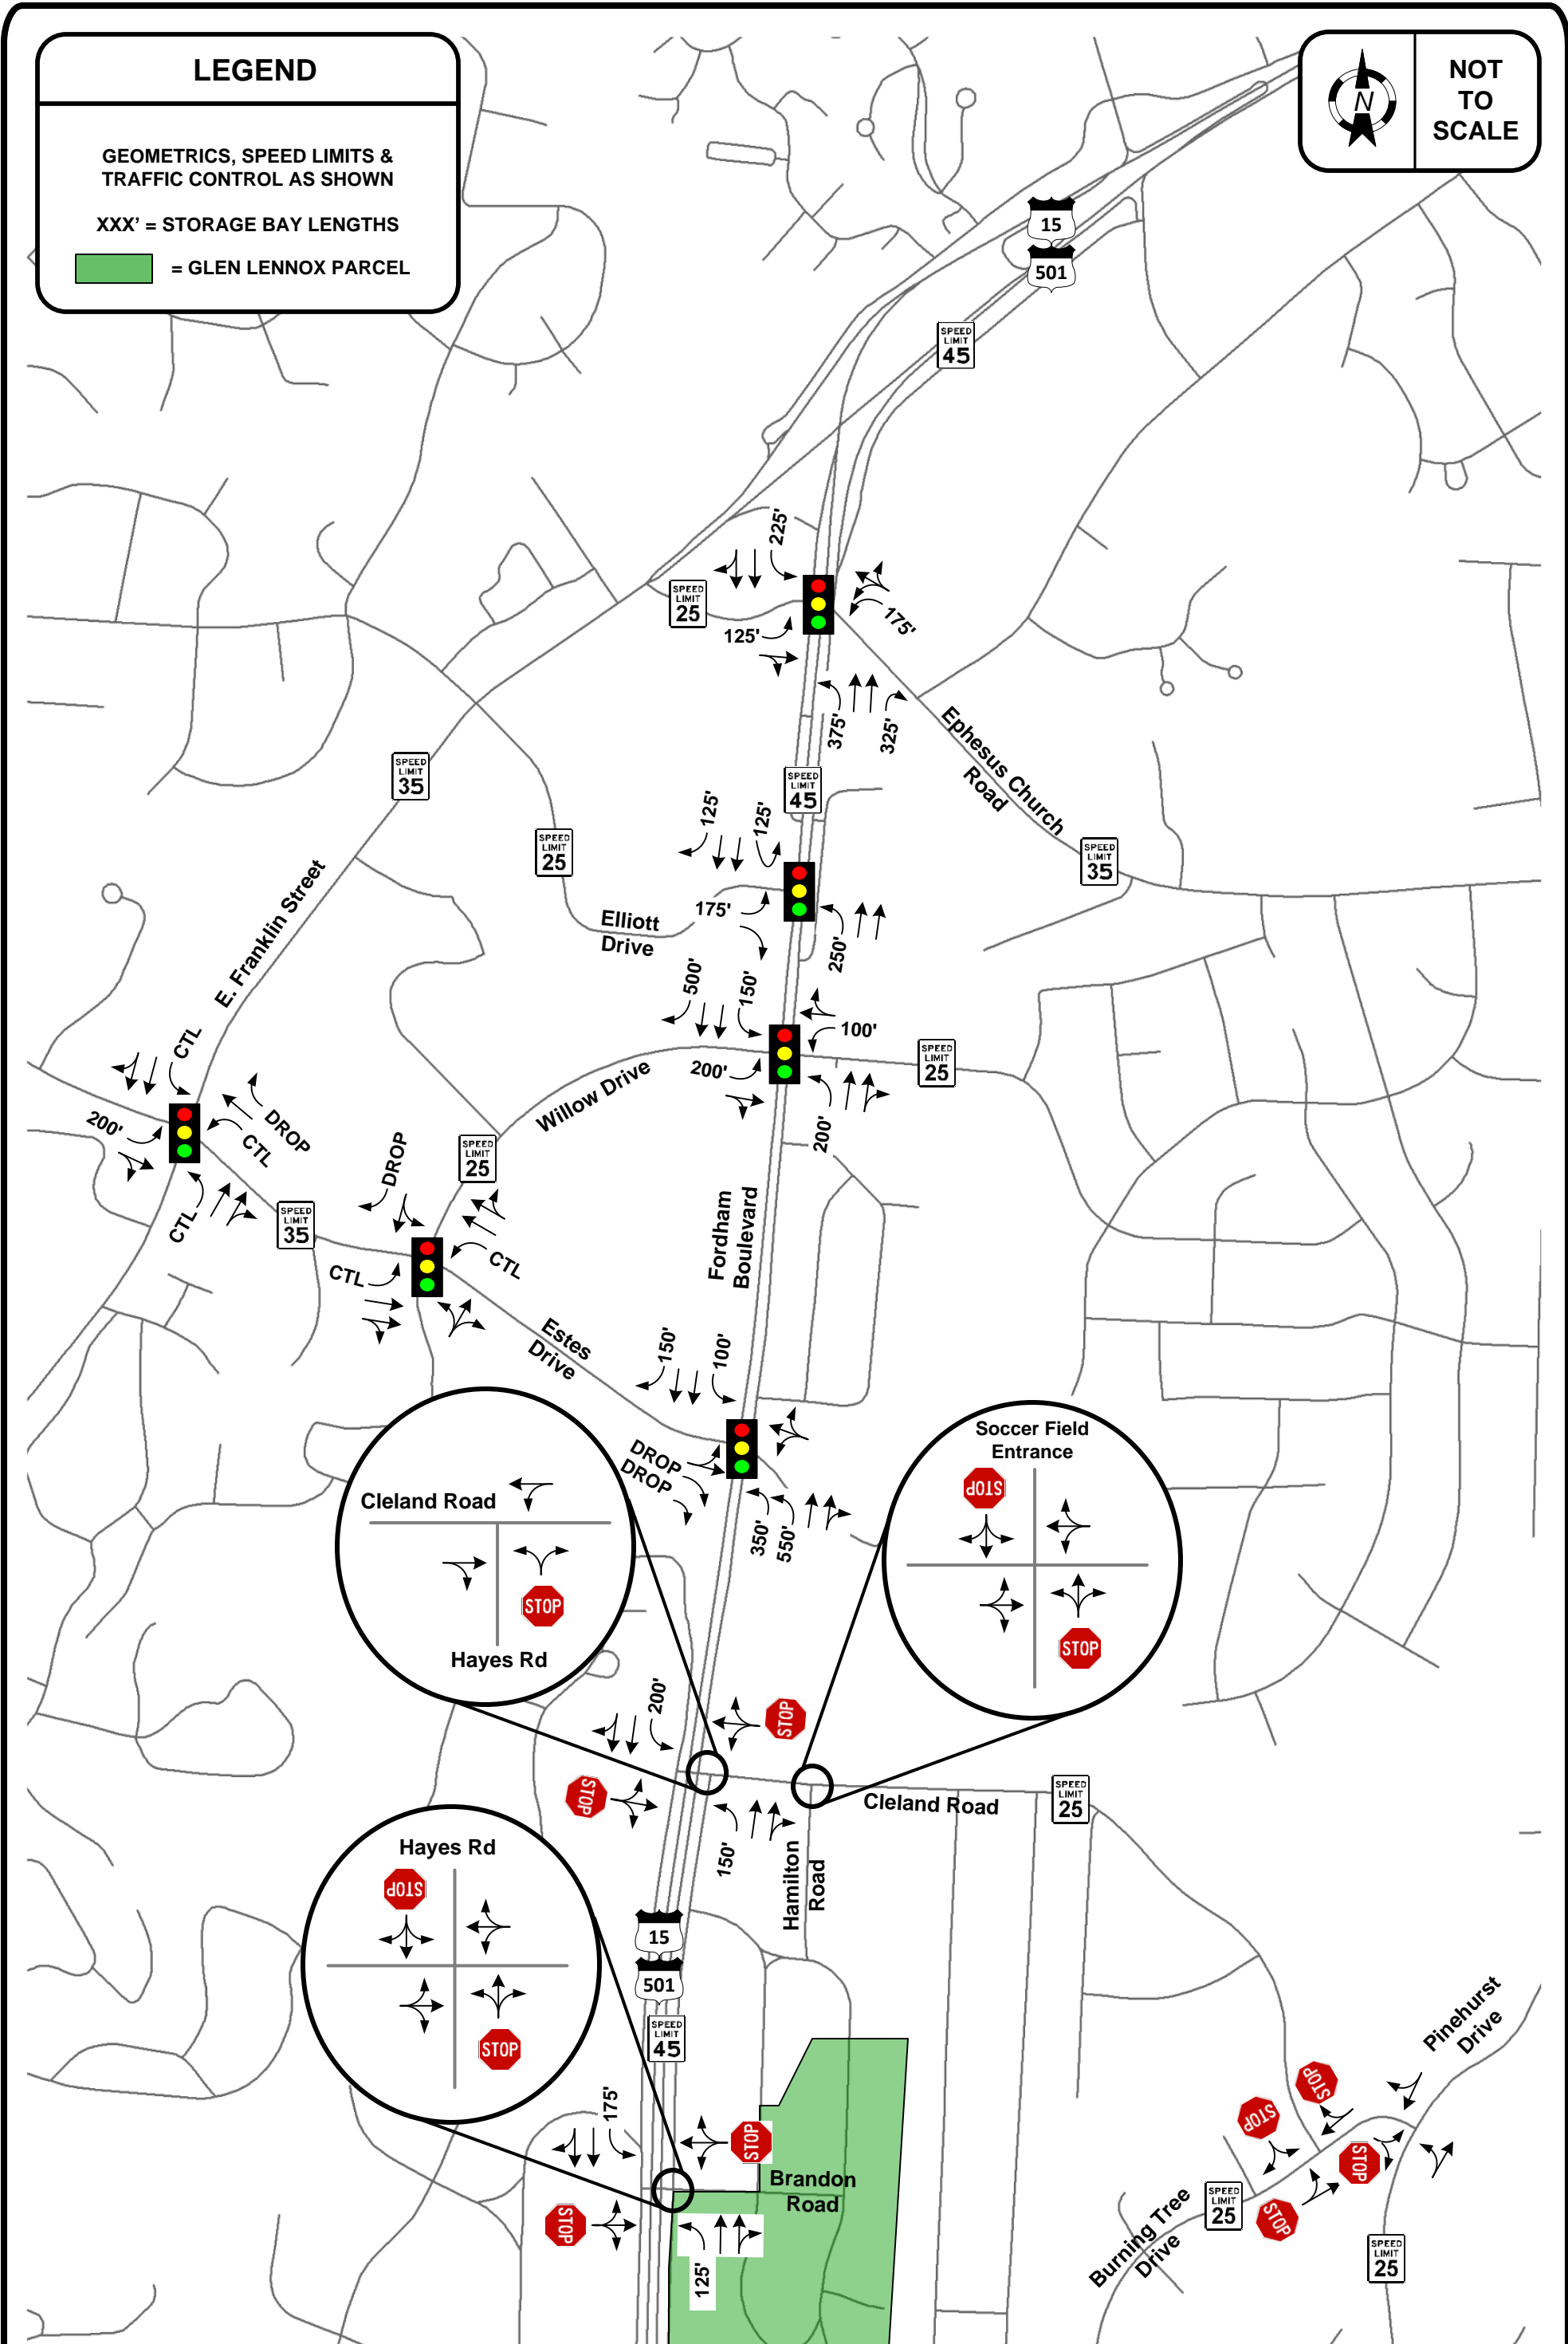 LEGEND
GEOMETRICS, SPEED LIMITS &
TRAFFIC CONTROL AS SHOWN
XXX' = STORAGE BAY LENGTHS
= GLEN LENNOX PARCEL
N
NOT
TO
SCALE
15
501
SPEED
LIMIT
45
225'
SPEED
LIMIT
25
125'
175'
375'
325'
Ephesus Church
Road
SPEED
LIMIT
35
SPEED
LIMIT
45
SPEED
LIMIT
25
125'
125'
SPEED
LIMIT
35
Elliott
Drive
175'
250'
E. Franklin Street
500'
150'
100'
SPEED
LIMIT
25
200'
200'
Willow Drive
CTL
200'
DROP
CTL
CTL
SPEED
LIMIT
35
DROP
SPEED
LIMIT
25
CTL
CTL
Fordham
Boulevard
Estes
Drive
150'
100'
DROP
DROP
350'
550'
Cleland Road
STOP
Hayes Rd
Soccer Field
Entrance
STOP
STOP
200'
STOP
STOP
150'
Cleland Road
SPEED
LIMIT
25
Hamilton
Road
Hayes Rd
STOP
STOP
15
501
SPEED
LIMIT
45
175'
STOP
STOP
125'
Brandon
Road
Pinehurst
Drive
STOP
STOP
STOP
STOP
SPEED
LIMIT
25
Burning Tree
Drive
SPEED
LIMIT
25